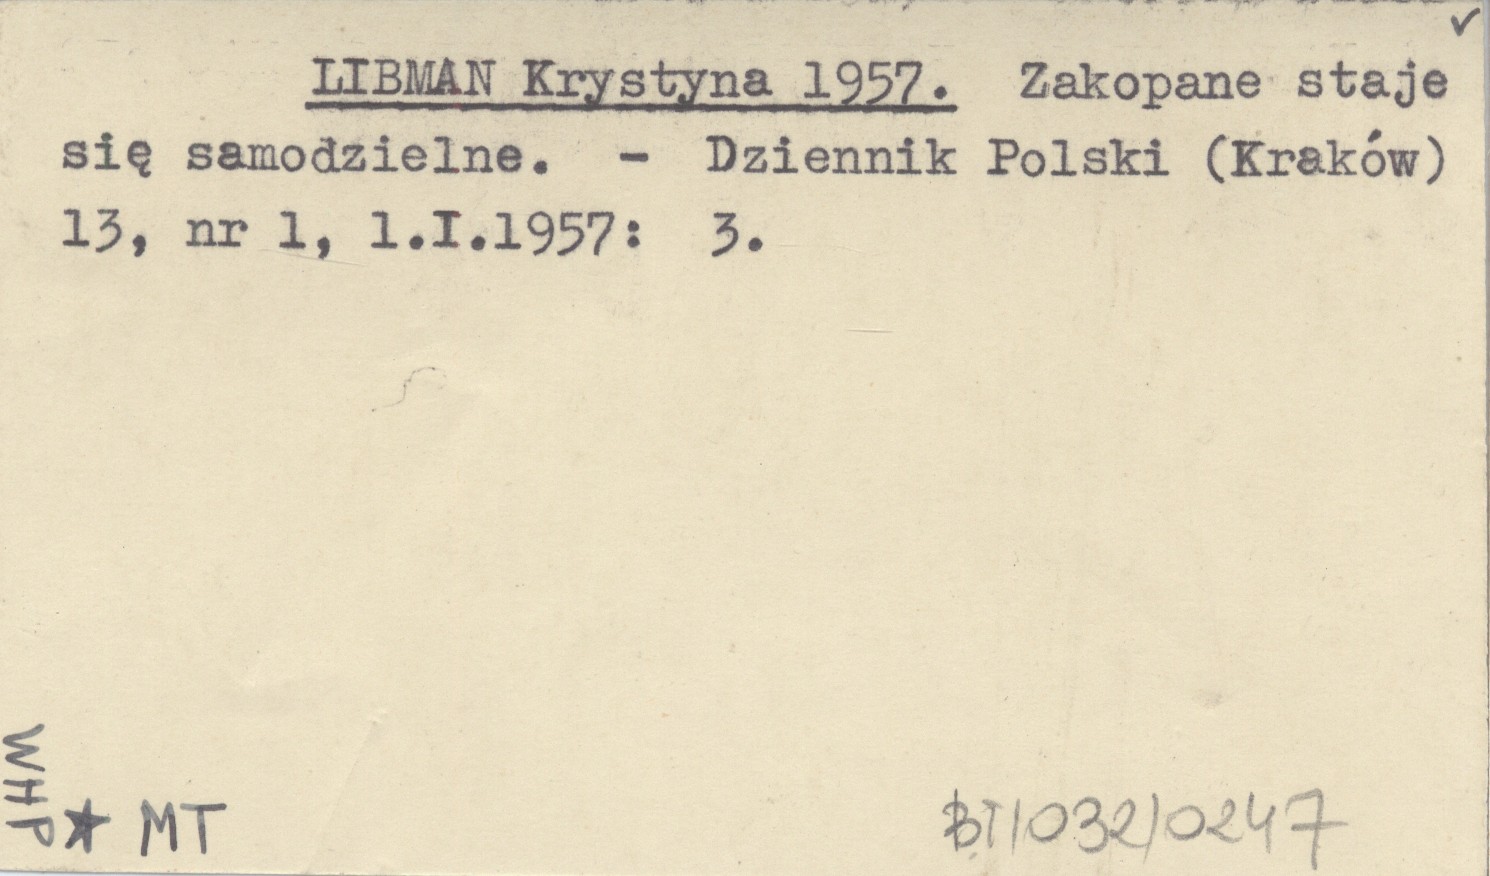 LIBMAN Krystyna 1957. Zakopane staje
się samodzielne. - Dziennik Polski (Kraków)
13, nr 1, 1.I.1957: 3.
WHP
★ MT
BT/032/0247